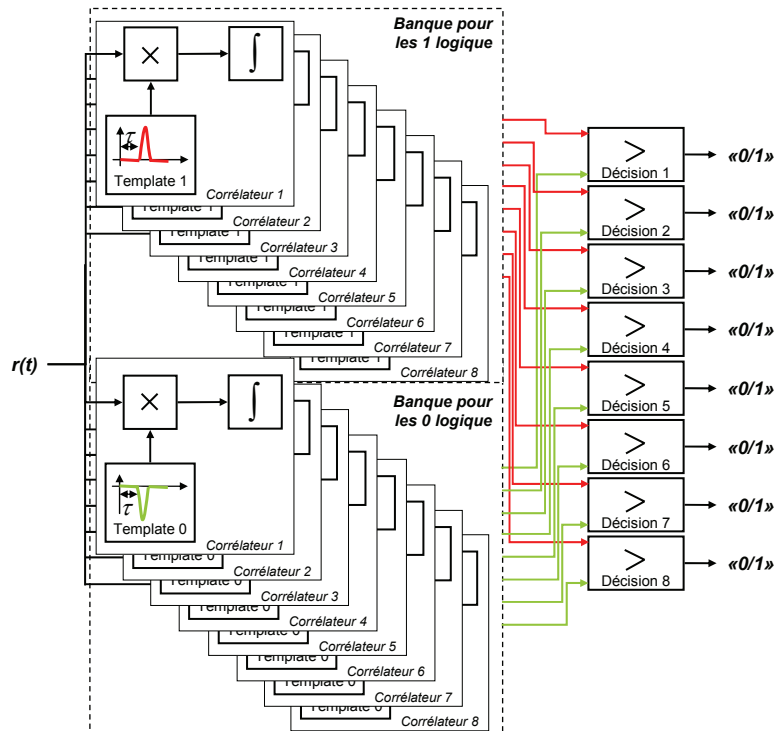 Banque pour
les 1 logique
×
∫
τ
Template 1
Corrélateur 1
Template 1
Corrélateur 2
Template 1
Corrélateur 3
Template 1
Corrélateur 4
Template 1
Corrélateur 5
Template 1
Corrélateur 6
Template 1
Corrélateur 7
Template 1
Corrélateur 8
r(t)
Banque pour
les 0 logique
×
∫
τ
Template 0
Corrélateur 1
Template 0
Corrélateur 2
Template 0
Corrélateur 3
Template 0
Corrélateur 4
Template 0
Corrélateur 5
Template 0
Corrélateur 6
Template 0
Corrélateur 7
Template 0
Corrélateur 8
>
Décision 1
«0/1»
>
Décision 2
«0/1»
>
Décision 3
«0/1»
>
Décision 4
«0/1»
>
Décision 5
«0/1»
>
Décision 6
«0/1»
>
Décision 7
«0/1»
>
Décision 8
«0/1»